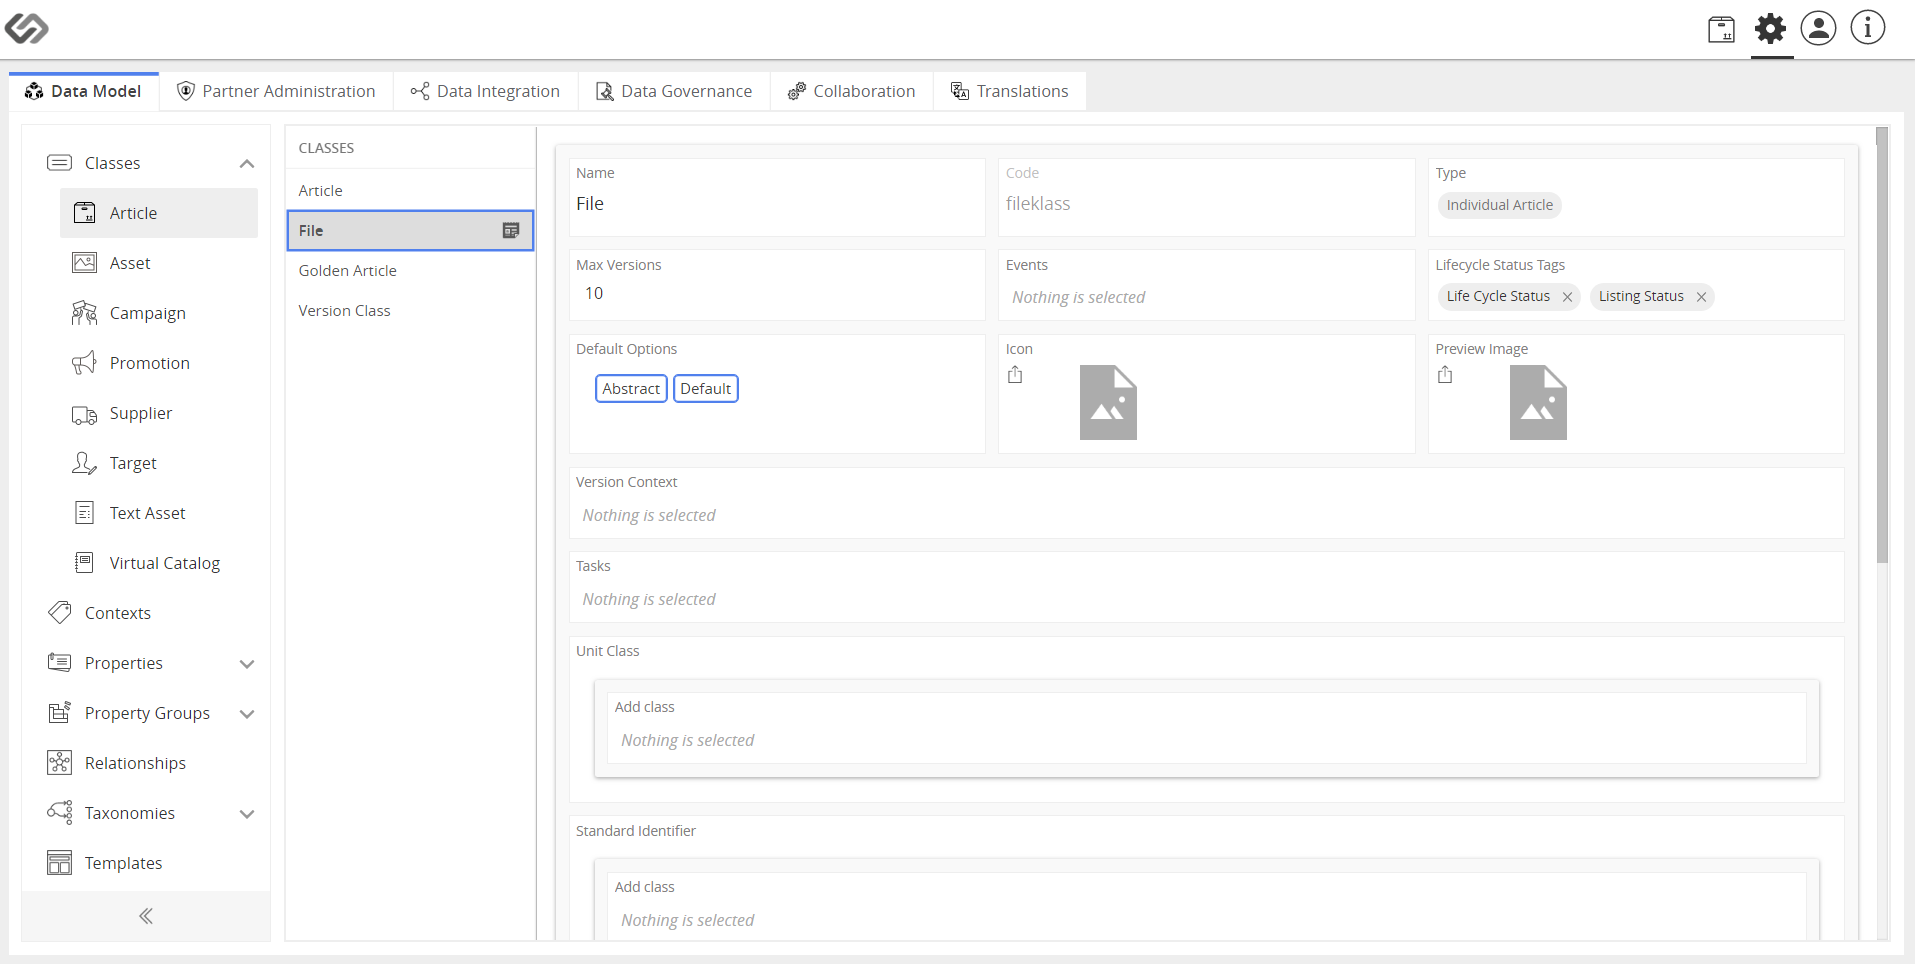 Data Model
Partner Administration
Data Integration
Data Governance
Collaboration
Translations
Classes
Article
Asset
Campaign
Promotion
Supplier
Target
Text Asset
Virtual Catalog
Contexts
Properties
Property Groups
Relationships
Taxonomies
Templates
CLASSES
Article
File
Golden Article
Version Class
Name
File
Code
fileklass
Type
Individual Article
Max Versions
10
Events
Nothing is selected
Lifecycle Status Tags
Life Cycle Status
Listing Status
Default Options
Abstract
Default
Icon
Preview Image
Version Context
Nothing is selected
Tasks
Nothing is selected
Unit Class
Add class
Nothing is selected
Standard Identifier
Add class
Nothing is selected